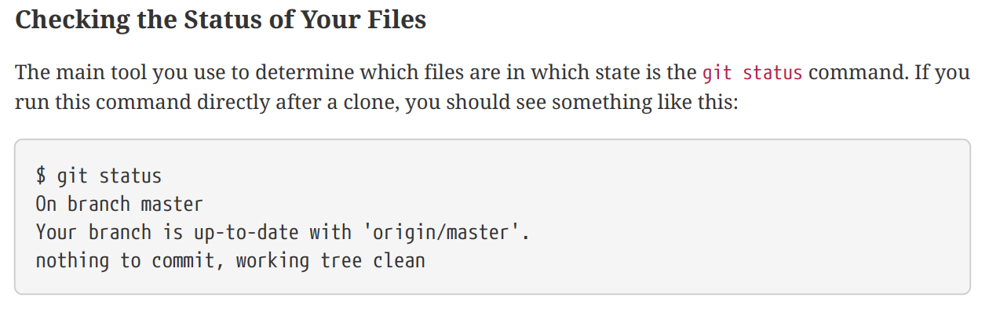 Checking the Status of Your Files
The main tool you use to determine which files are in which state is the git status command. If you
run this command directly after a clone, you should see something like this:
$ git status
On branch master
Your branch is up-to-date with 'origin/master'.
nothing to commit, working tree clean